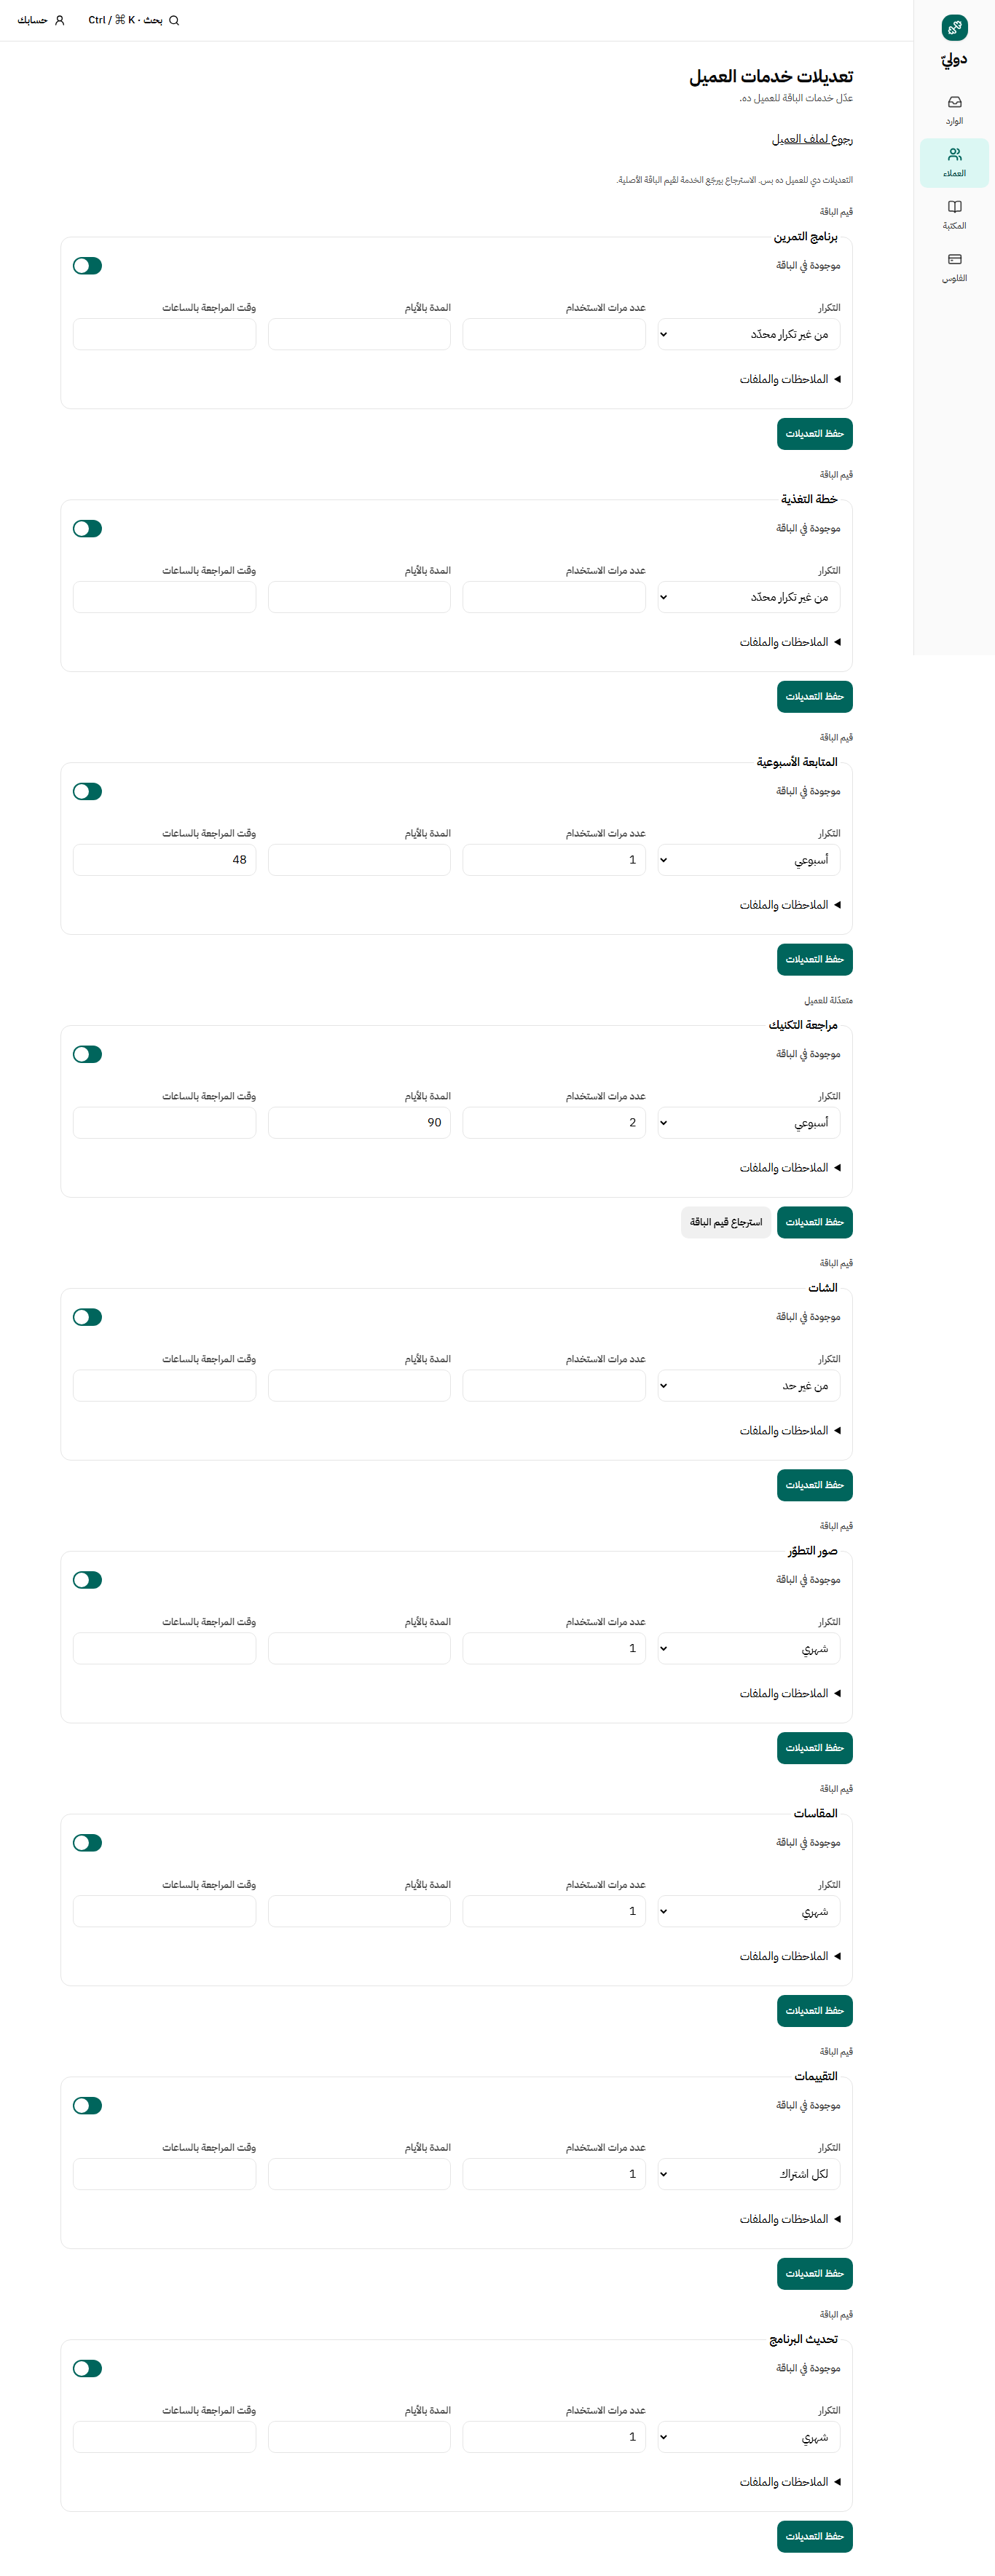 دوليّ
الوارد
العملاء
المكتبة
الفلوس
بحث · Ctrl / ⌘ K
حسابك
تعديلات خدمات العميل
عدّل خدمات الباقة للعميل ده.
رجوع لملف العميل
التعديلات دي للعميل ده بس. الاسترجاع بيرجّع الخدمة لقيم الباقة الأصلية.
قيم الباقة
برنامج التمرين
موجودة في الباقة
التكرار عدد مرات الاستخدام المدة بالأيام وقت المراجعة بالساعات
من غير تكرار محدّد
الملاحظات والملفات
حفظ التعديلات
قيم الباقة
خطة التغذية
موجودة في الباقة
التكرار عدد مرات الاستخدام المدة بالأيام وقت المراجعة بالساعات
من غير تكرار محدّد
الملاحظات والملفات
حفظ التعديلات
قيم الباقة
المتابعة الأسبوعية
موجودة في الباقة
التكرار عدد مرات الاستخدام المدة بالأيام وقت المراجعة بالساعات
أسبوعي 1 48
الملاحظات والملفات
حفظ التعديلات
متعدّلة للعميل
مراجعة التكنيك
موجودة في الباقة
التكرار عدد مرات الاستخدام المدة بالأيام وقت المراجعة بالساعات
أسبوعي 2 90
الملاحظات والملفات
حفظ التعديلات استرجاع قيم الباقة
قيم الباقة
الشات
موجودة في الباقة
التكرار عدد مرات الاستخدام المدة بالأيام وقت المراجعة بالساعات
من غير حد
الملاحظات والملفات
حفظ التعديلات
قيم الباقة
صور التطوّر
موجودة في الباقة
التكرار عدد مرات الاستخدام المدة بالأيام وقت المراجعة بالساعات
شهري 1
الملاحظات والملفات
حفظ التعديلات
قيم الباقة
المقاسات
موجودة في الباقة
التكرار عدد مرات الاستخدام المدة بالأيام وقت المراجعة بالساعات
شهري 1
الملاحظات والملفات
حفظ التعديلات
قيم الباقة
التقييمات
موجودة في الباقة
التكرار عدد مرات الاستخدام المدة بالأيام وقت المراجعة بالساعات
لكل اشتراك 1
الملاحظات والملفات
حفظ التعديلات
قيم الباقة
تحديث البرنامج
موجودة في الباقة
التكرار عدد مرات الاستخدام المدة بالأيام وقت المراجعة بالساعات
شهري 1
الملاحظات والملفات
حفظ التعديلات